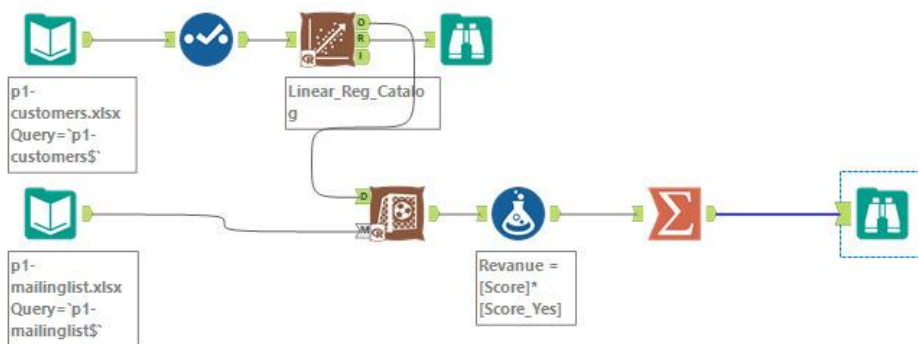 O
R
I
p1-
customers.xlsx
Query=`p1-
customers$`
Linear_Reg_Catalo
g
D
M
R
p1-
mailinglist.xlsx
Query=`p1-
mailinglist$`
Revanue =
[Score]*
[Score_Yes]
Σ